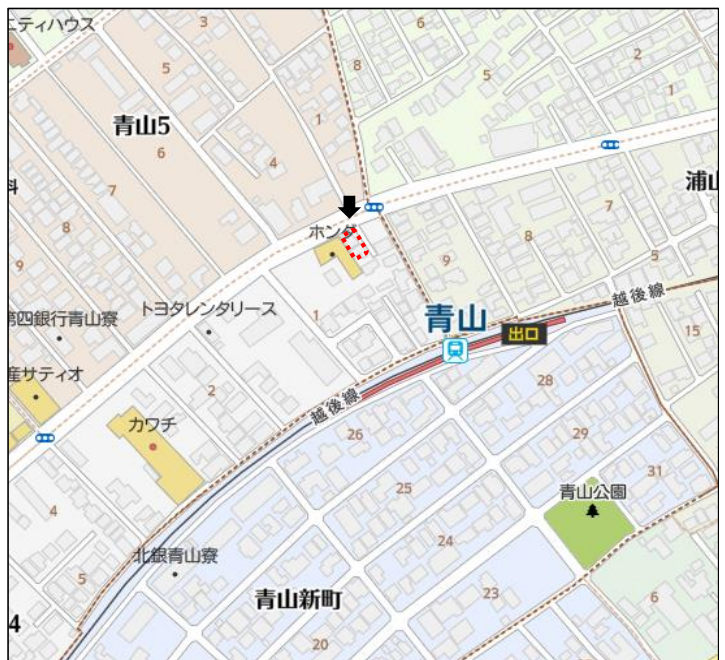 ニティハウス
3
6
5
8
5
2
1
青山5
1
6
4
7
浦山
8
ホンダ
7
9
8
9
5
越後線
青山
出口
トヨタレンタリース
第四銀行青山寮
1
15
産サティオ
2
28
カワチ
越後線
26
29
31
青山公園
25
4
24
北銀青山寮
5
青山新町
23
6
4
20